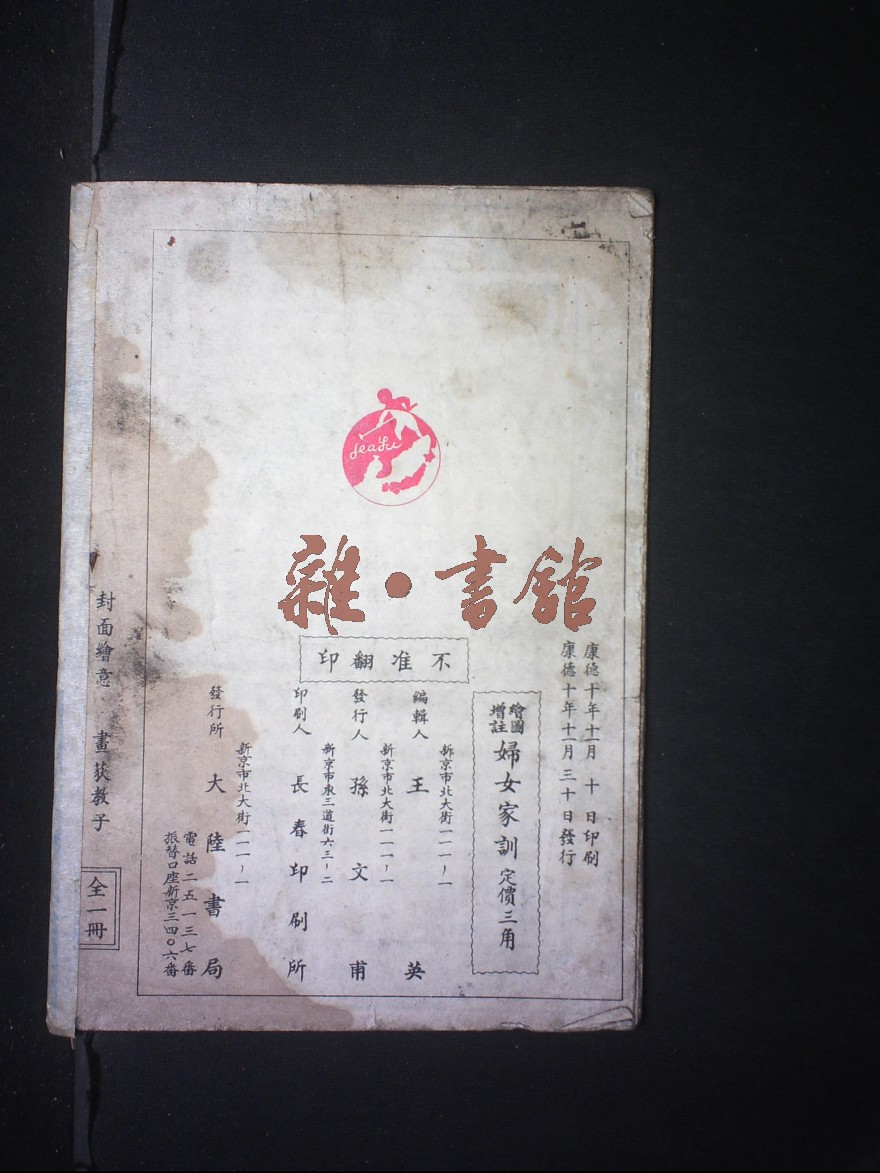 康德十年十二月十日印刷
康德十年十二月三十日發行
繪圖增註 婦女家訓 定價三角
不准翻印
新京市北大街一一一ノ一
編輯人 王英
新京市北大街一一一ノ一
發行人 孫文甫
新京市東三道街六三ノ二
印刷人 長春印刷所
新京市北大街一一一ノ一
發行所 大陸書局
電話二五一三七番
振替口座新京三四〇六番
封面繪意 畫荻教子
全一冊
雜·書館